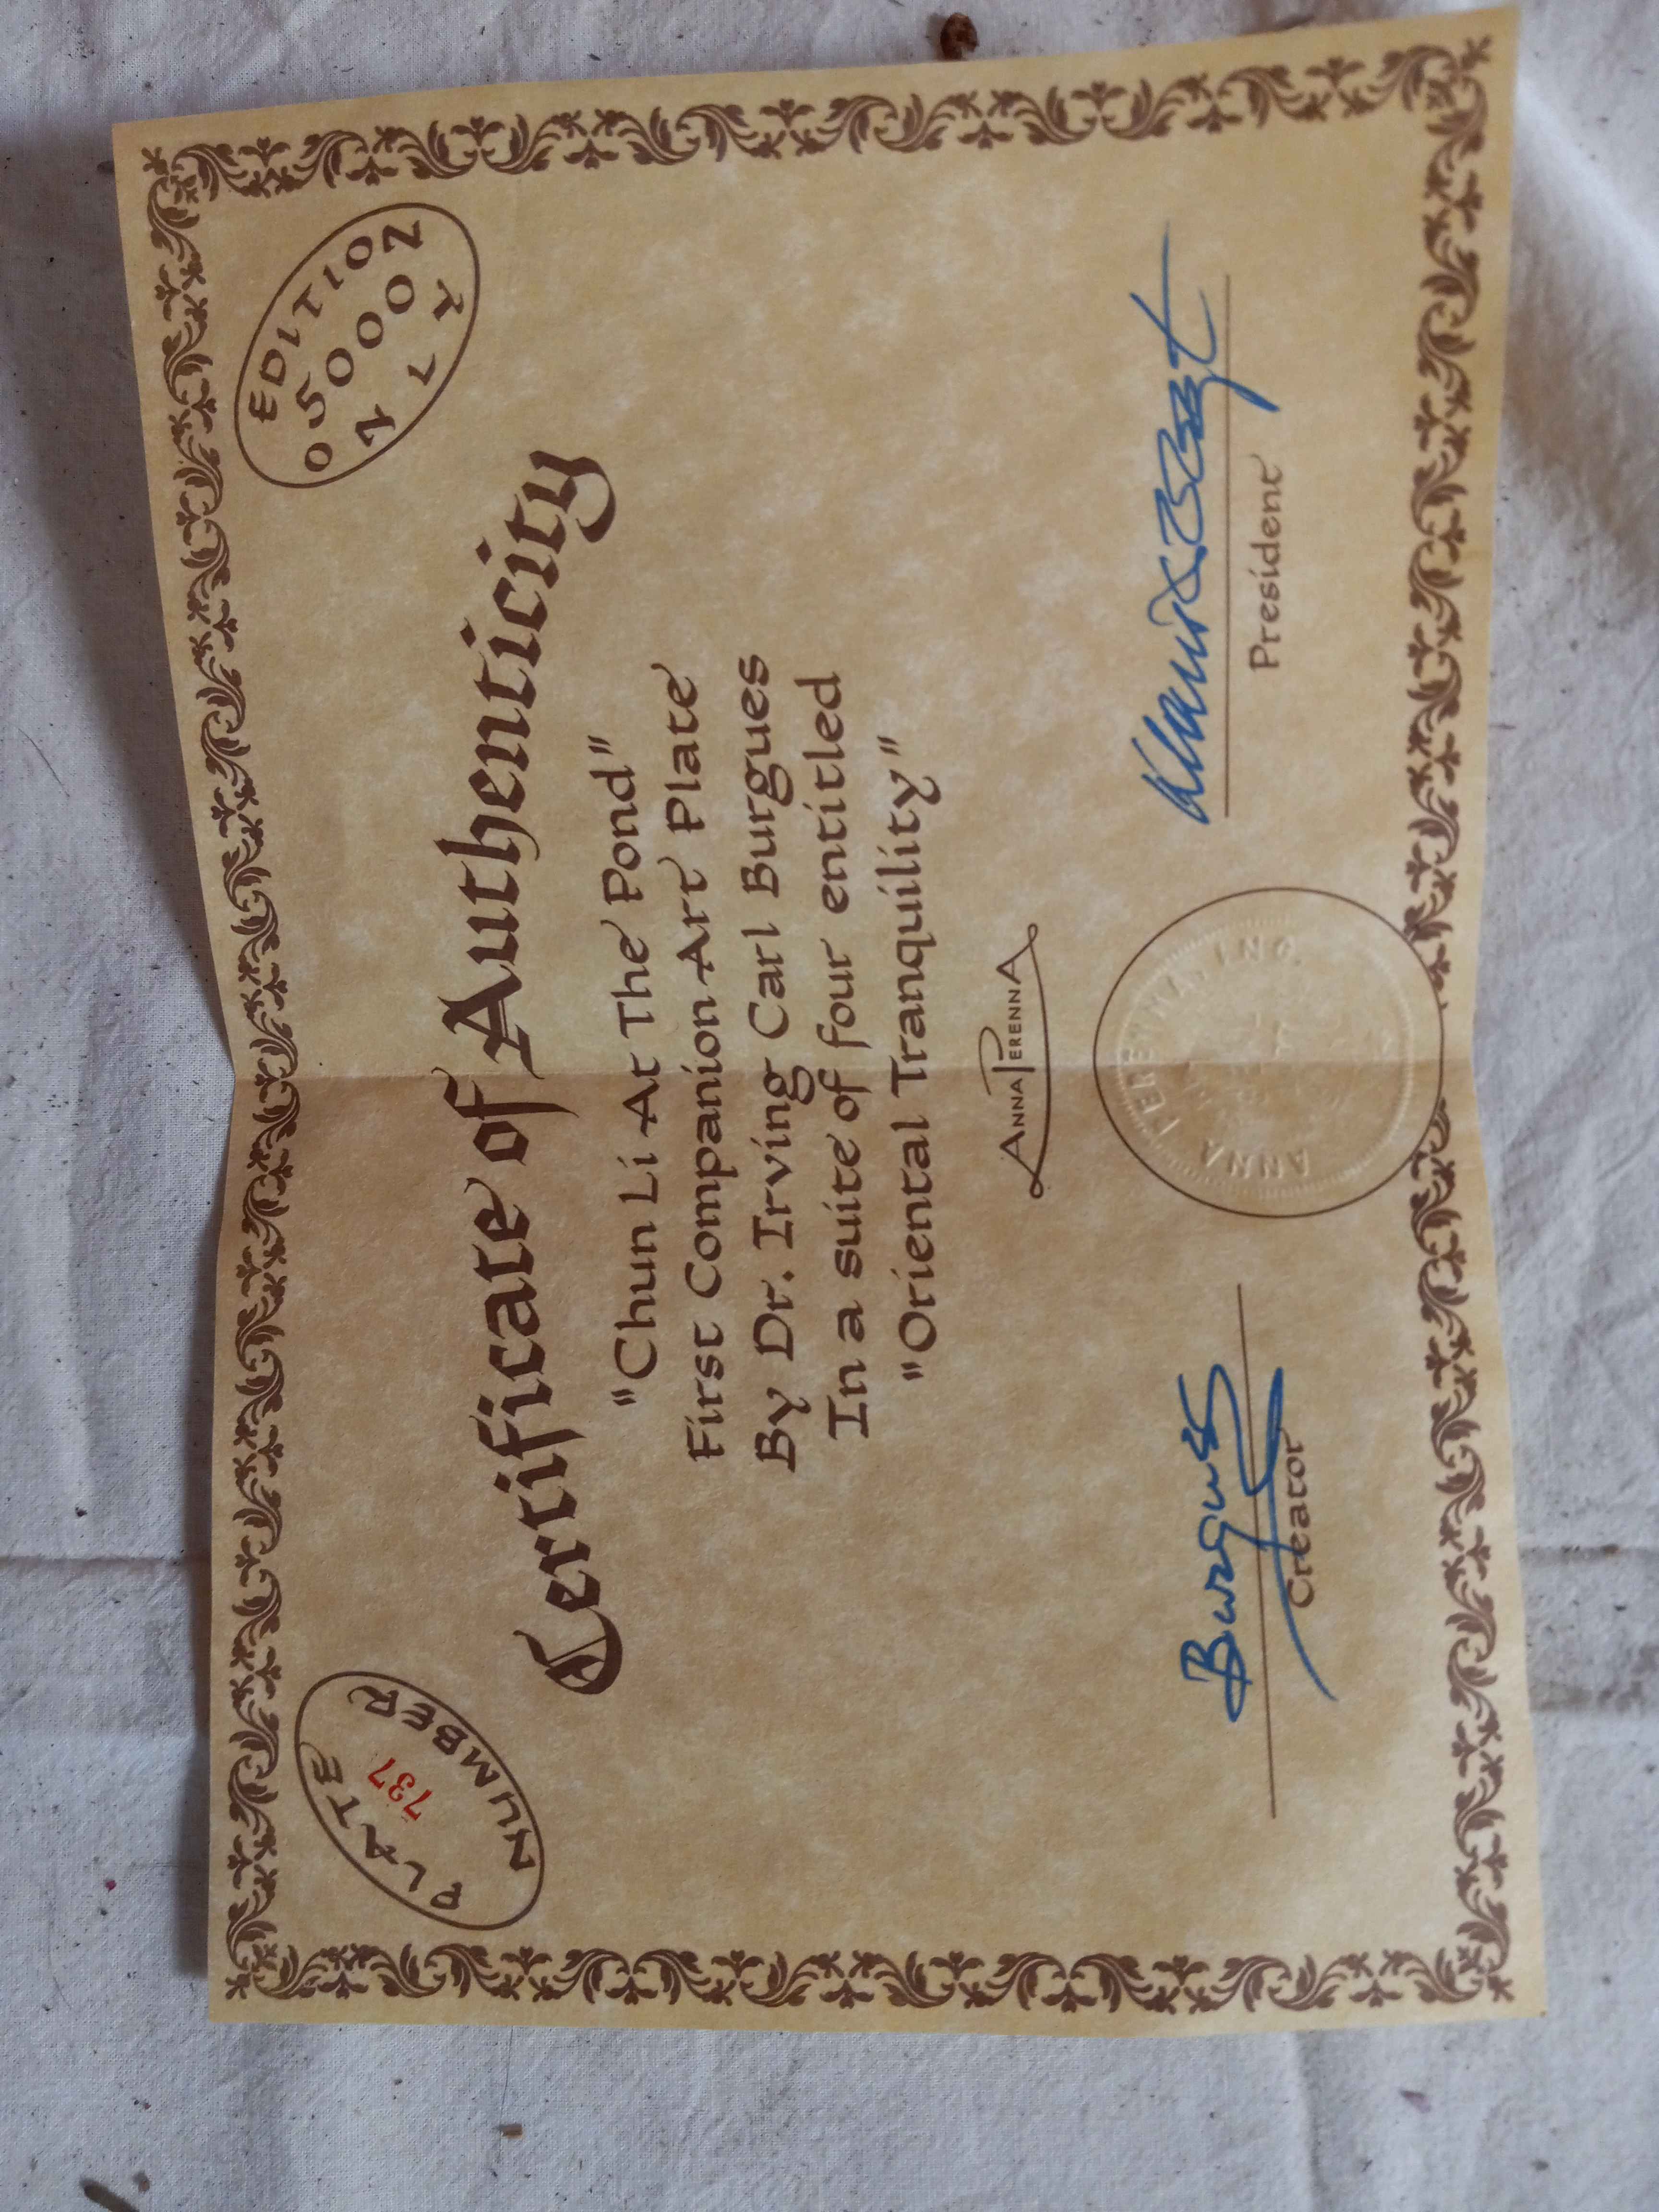 PLATE
737
NUMBER
EDITION
5000
ONLY
Certificate of Authenticity
"Chun Li At The Pond"
First Companion Art Plate
By Dr. Irving Carl Burgues
In a suite of four entitled
"Oriental Tranquility"
ANNA PERENNA
Burgues
Creator
ANNA PERENNA, INC.
President